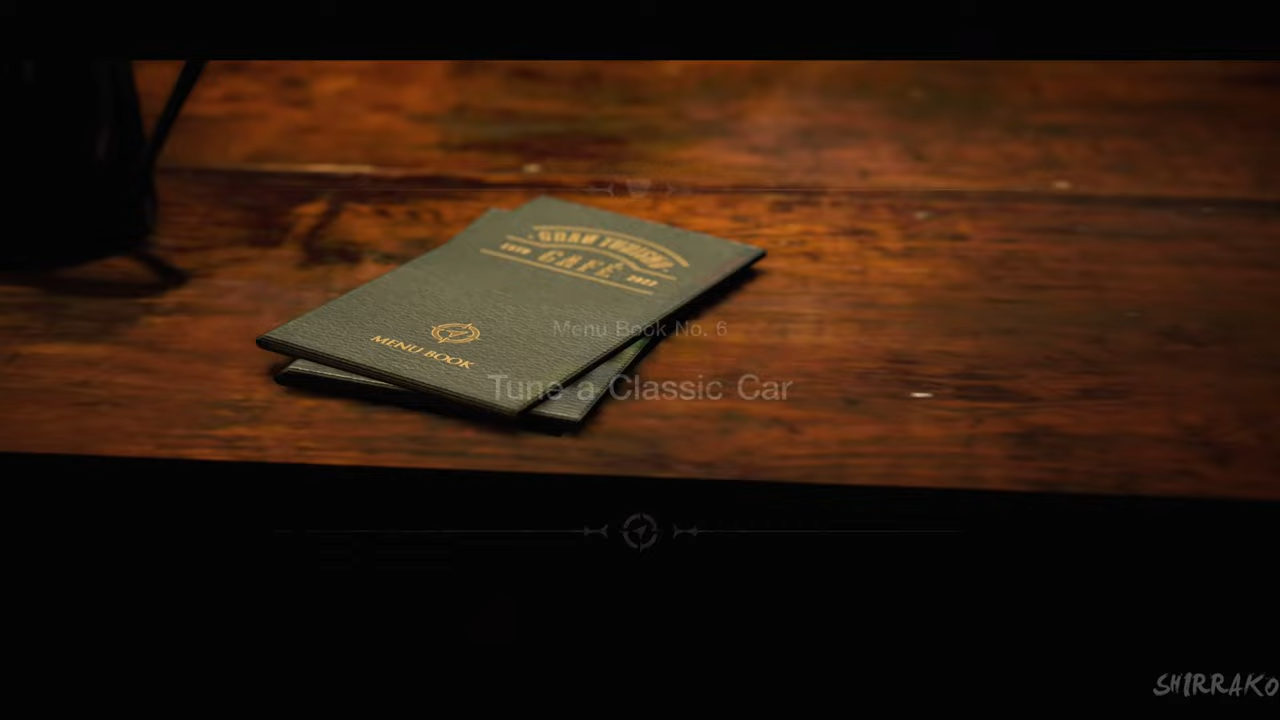 GRAN TURISMO
CAFÉ
MENU BOOK
Menu Book No. 6
Tune a Classic Car
SHIRRAKO